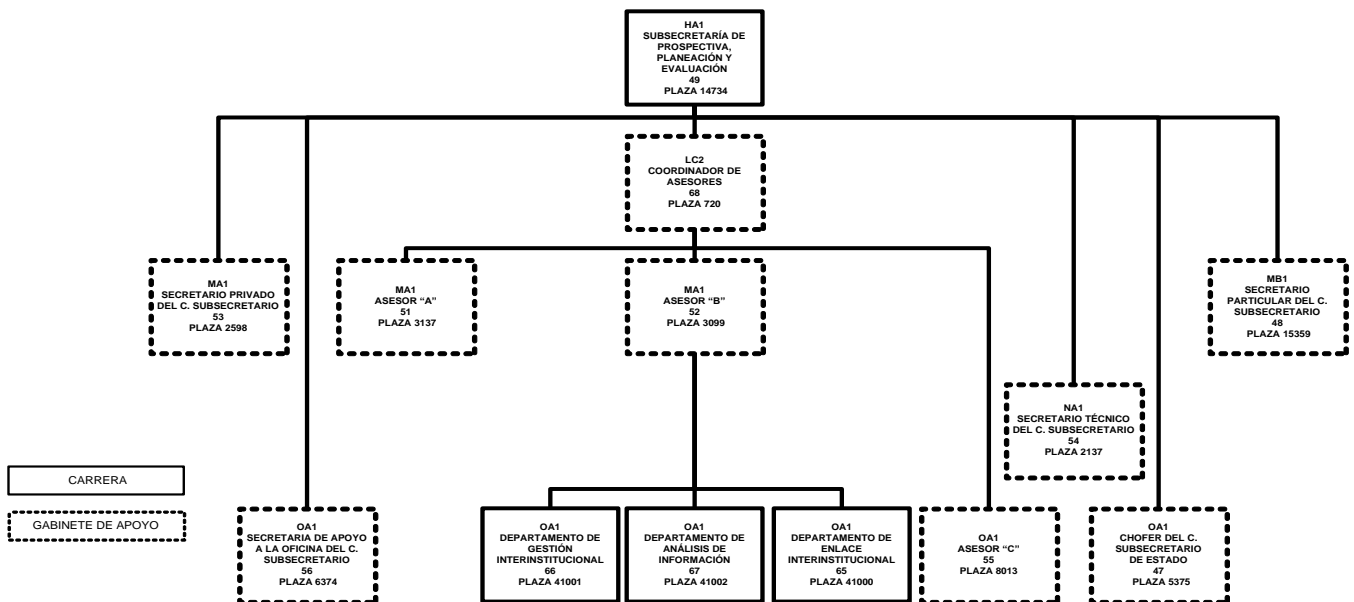 HA1
SUBSECRETARÍA DE
PROSPECTIVA,
PLANEACIÓN Y
EVALUACIÓN
49
PLAZA 14734
LC2
COORDINADOR DE
ASESORES
68
PLAZA 720
MA1
SECRETARIO PRIVADO
DEL C. SUBSECRETARIO
53
PLAZA 2598
MA1
ASESOR “A”
51
PLAZA 3137
MA1
ASESOR “B”
52
PLAZA 3099
MB1
SECRETARIO
PARTICULAR DEL C.
SUBSECRETARIO
48
PLAZA 15359
NA1
SECRETARIO TÉCNICO
DEL C. SUBSECRETARIO
54
PLAZA 2137
CARRERA
GABINETE DE APOYO
OA1
SECRETARIA DE APOYO
A LA OFICINA DEL C.
SUBSECRETARIO
56
PLAZA 6374
OA1
DEPARTAMENTO DE
GESTIÓN
INTERINSTITUCIONAL
66
PLAZA 41001
OA1
DEPARTAMENTO DE
ANÁLISIS DE
INFORMACIÓN
67
PLAZA 41002
OA1
DEPARTAMENTO DE
ENLACE
INTERINSTITUCIONAL
65
PLAZA 41000
OA1
ASESOR “C”
55
PLAZA 8013
OA1
CHOFER DEL C.
SUBSECRETARIO
DE ESTADO
47
PLAZA 5375